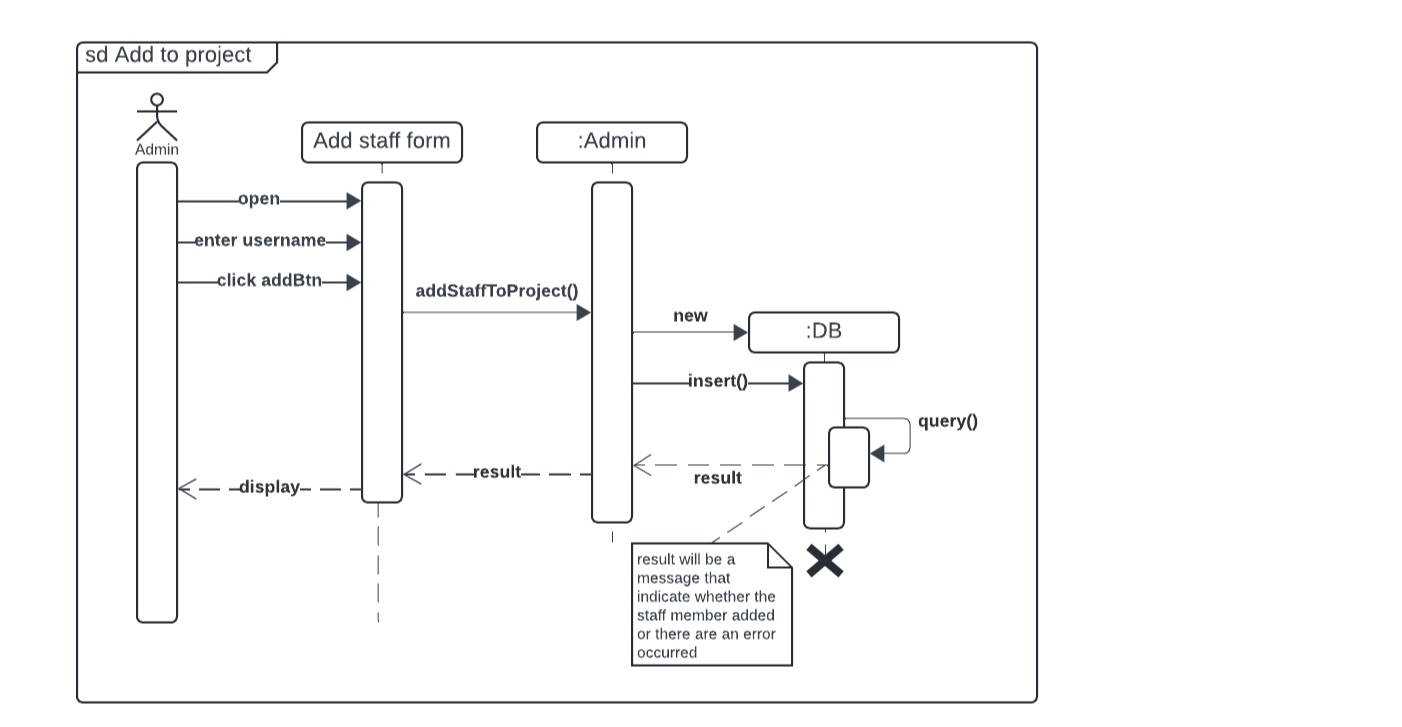 sd Add to project
Admin
Add staff form
:Admin
open
enter username
click addBtn
addStaffToProject()
new
:DB
insert()
query()
result
result
display
result will be a
message that
indicate whether the
staff member added
or there are an error
occurred